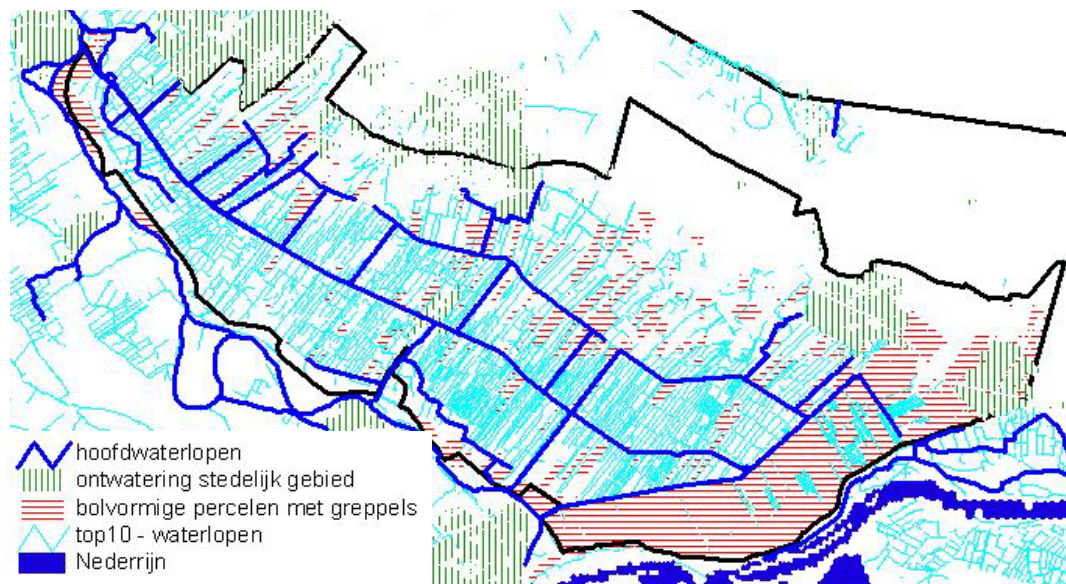 hoofdwaterlopen
ontwatering stedelijk gebied
bolvormige percelen met greppels
top10 - waterlopen
Nederrijn